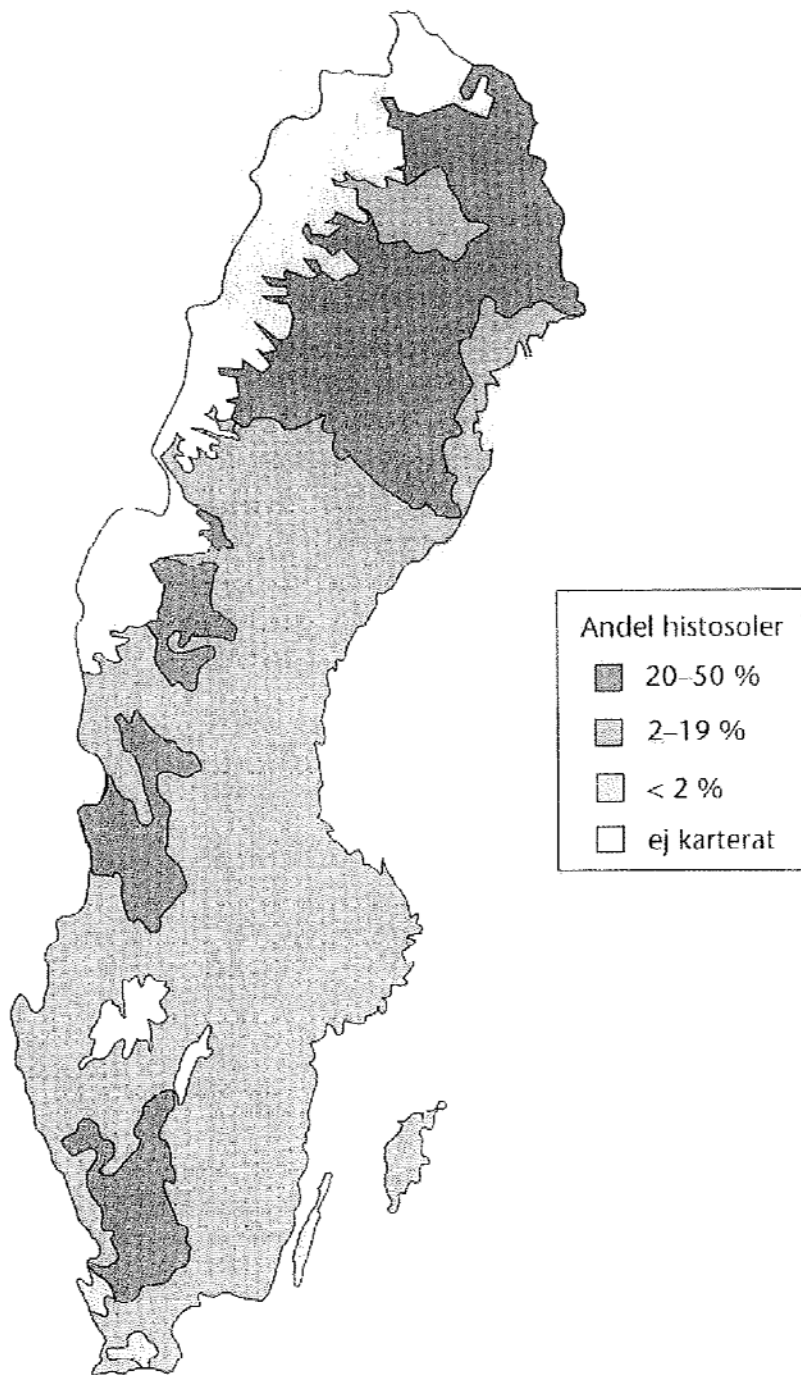 Andel histosoler
20–50 %
2–19 %
< 2 %
ej karterat